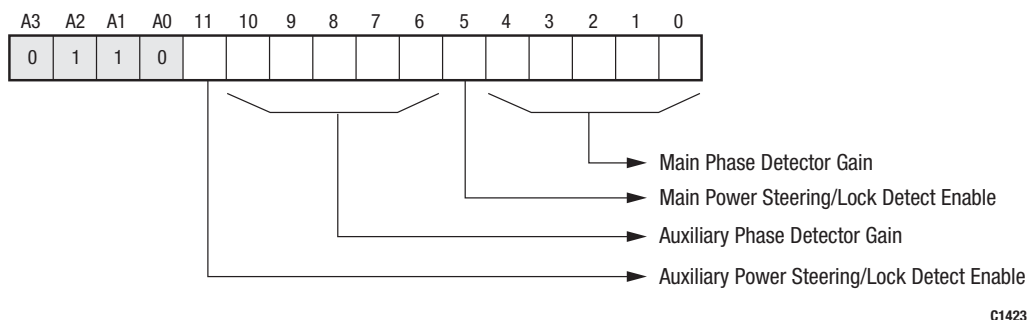 A3 A2 A1 A0 11 10 9 8 7 6 5 4 3 2 1 0
0 1 1 0
Main Phase Detector Gain
Main Power Steering/Lock Detect Enable
Auxiliary Phase Detector Gain
Auxiliary Power Steering/Lock Detect Enable
C1423